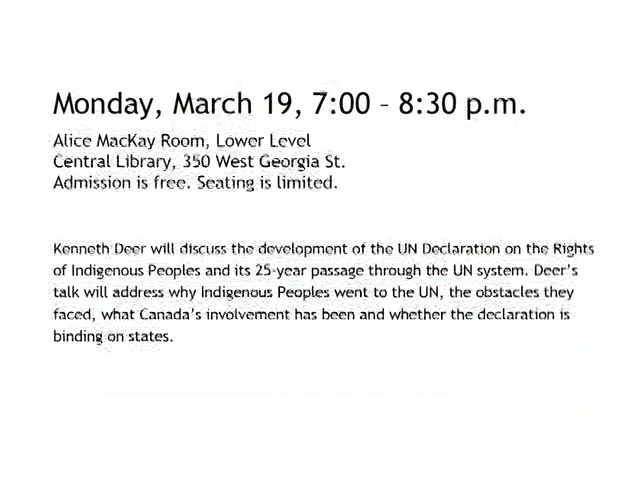 Monday, March 19, 7:00 – 8:30 p.m.
Alice MacKay Room, Lower Level
Central Library, 350 West Georgia St.
Admission is free. Seating is limited.
Kenneth Deer will discuss the development of the UN Declaration on the Rights
of Indigenous Peoples and its 25-year passage through the UN system. Deer's
talk will address why Indigenous Peoples went to the UN, the obstacles they
faced, what Canada's involvement has been and whether the declaration is
binding on states.